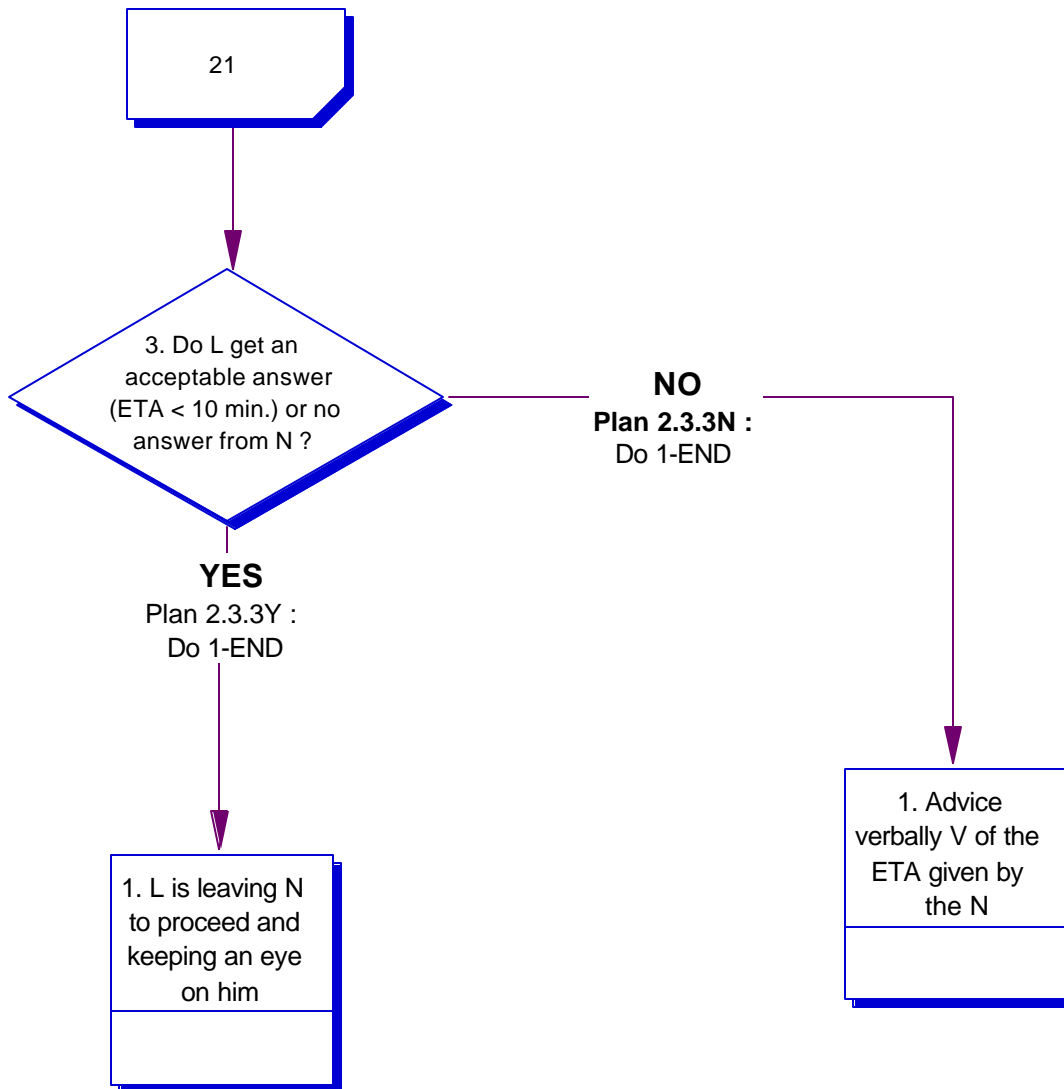 21
3. Do L get an
acceptable answer
(ETA < 10 min.) or no
answer from N ?
NO
Plan 2.3.3N :
Do 1-END
YES
Plan 2.3.3Y :
Do 1-END
1. Advice
verbally V of the
ETA given by
the N
1. L is leaving N
to proceed and
keeping an eye
on him